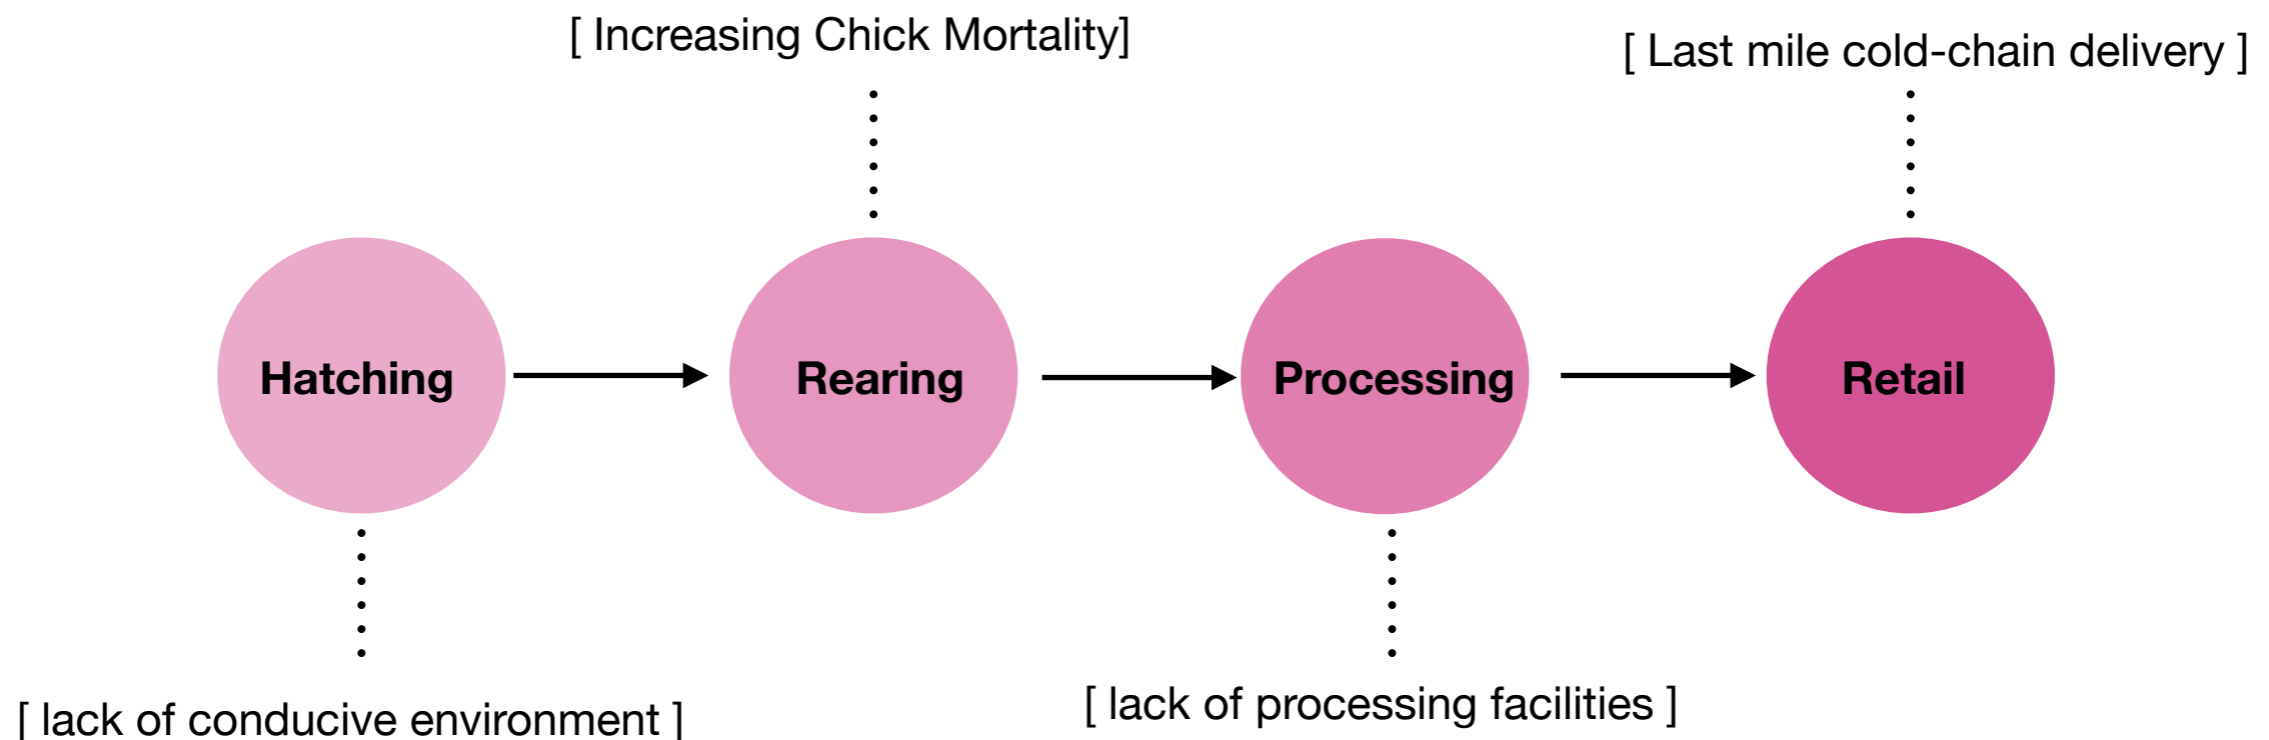 [ Increasing Chick Mortality]
[ Last mile cold-chain delivery ]
Hatching
Rearing
Processing
Retail
[ lack of conducive environment ]
[ lack of processing facilities ]